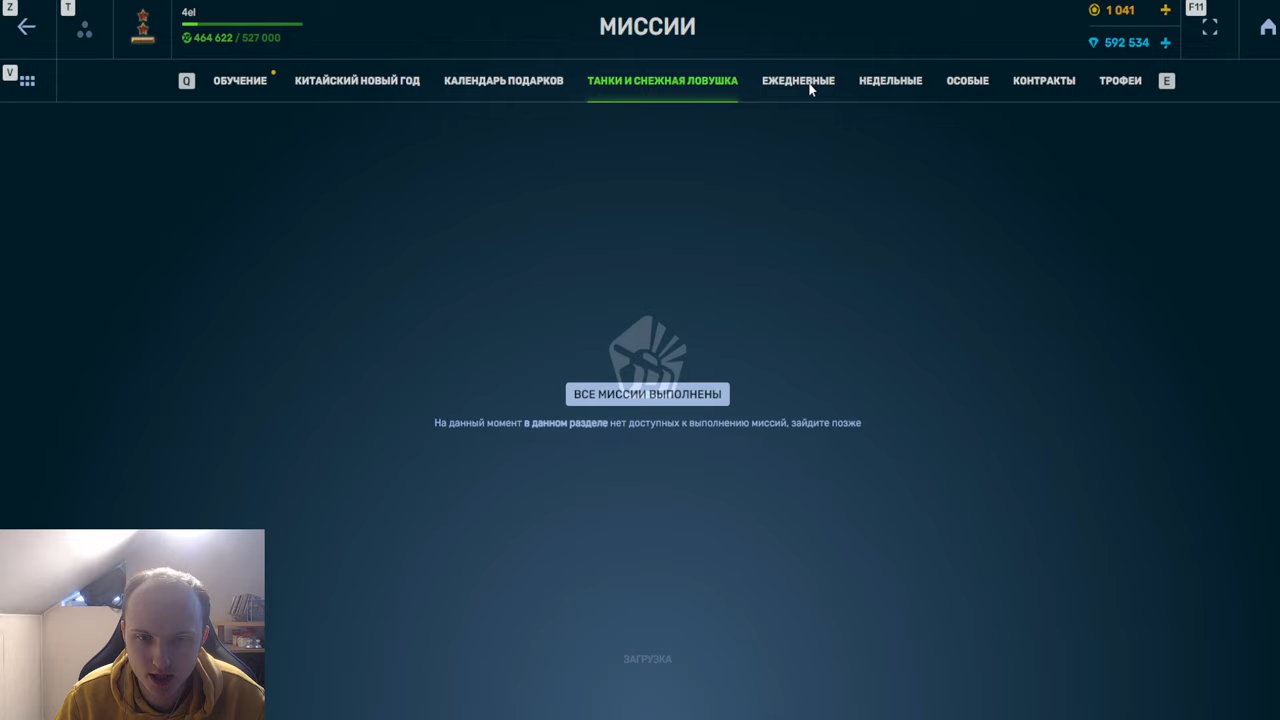 Z
T
4el
464 622 / 527 000
МИССИИ
1 041
592 534
F11
V
Q
ОБУЧЕНИЕ
КИТАЙСКИЙ НОВЫЙ ГОД
КАЛЕНДАРЬ ПОДАРКОВ
ТАНКИ И СНЕЖНАЯ ЛОВУШКА
ЕЖЕДНЕВНЫЕ
НЕДЕЛЬНЫЕ
ОСОБЫЕ
КОНТРАКТЫ
ТРОФЕИ
E
ВСЕ МИССИИ ВЫПОЛНЕНЫ
На данный момент в данном разделе нет доступных к выполнению миссий, зайдите позже
ЗАГРУЗКА